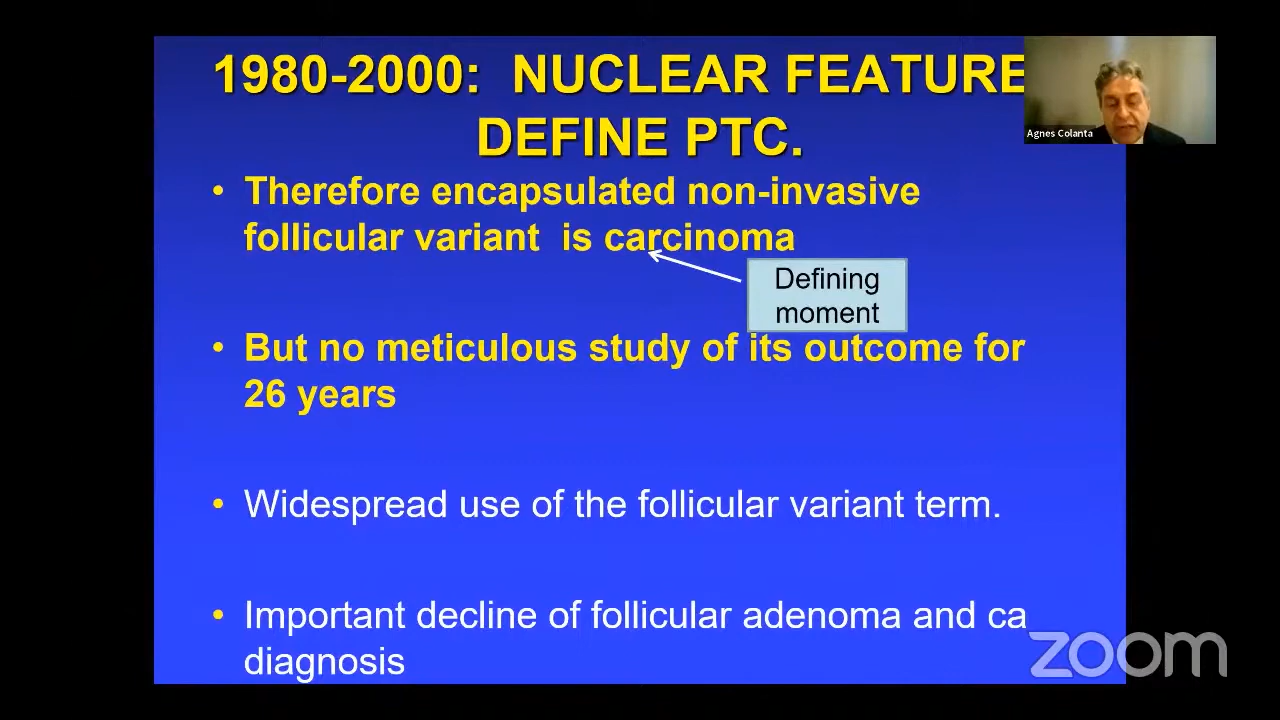 1980-2000: NUCLEAR FEATURE
DEFINE PTC.
Agnes Colanta
• Therefore encapsulated non-invasive
follicular variant is carcinoma
Defining
moment
• But no meticulous study of its outcome for
26 years
• Widespread use of the follicular variant term.
• Important decline of follicular adenoma and ca
diagnosis
zoom